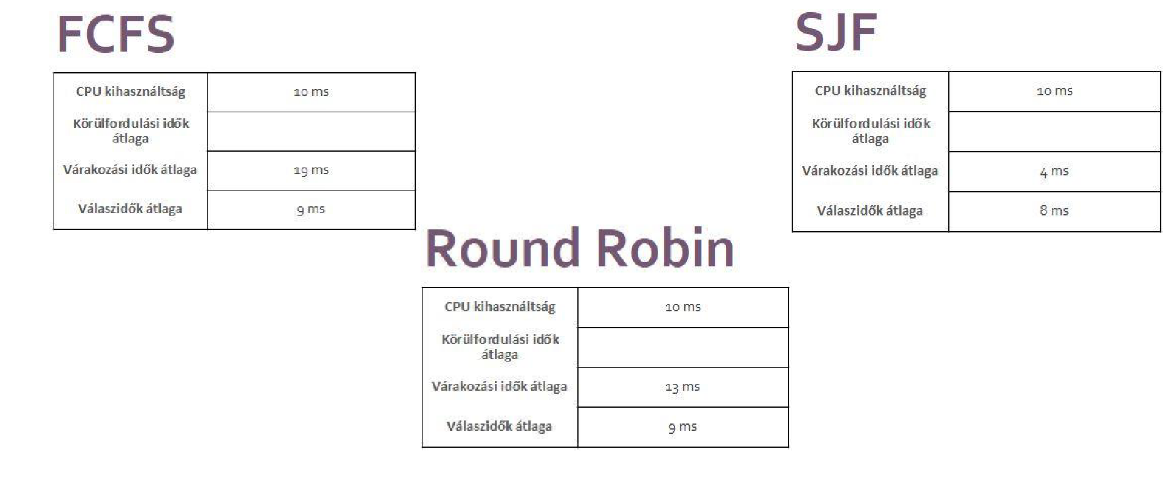 FCFS
CPU kihasználtság 10 ms
Körülfordulási idők
átlaga
Várakozási idők átlaga 19 ms
Válaszidők átlaga 9 ms
SJF
CPU kihasználtság 10 ms
Körülfordulási idők
átlaga
Várakozási idők átlaga 4 ms
Válaszidők átlaga 8 ms
Round Robin
CPU kihasználtság 10 ms
Körülfordulási idők
átlaga
Várakozási idők átlaga 13 ms
Válaszidők átlaga 9 ms